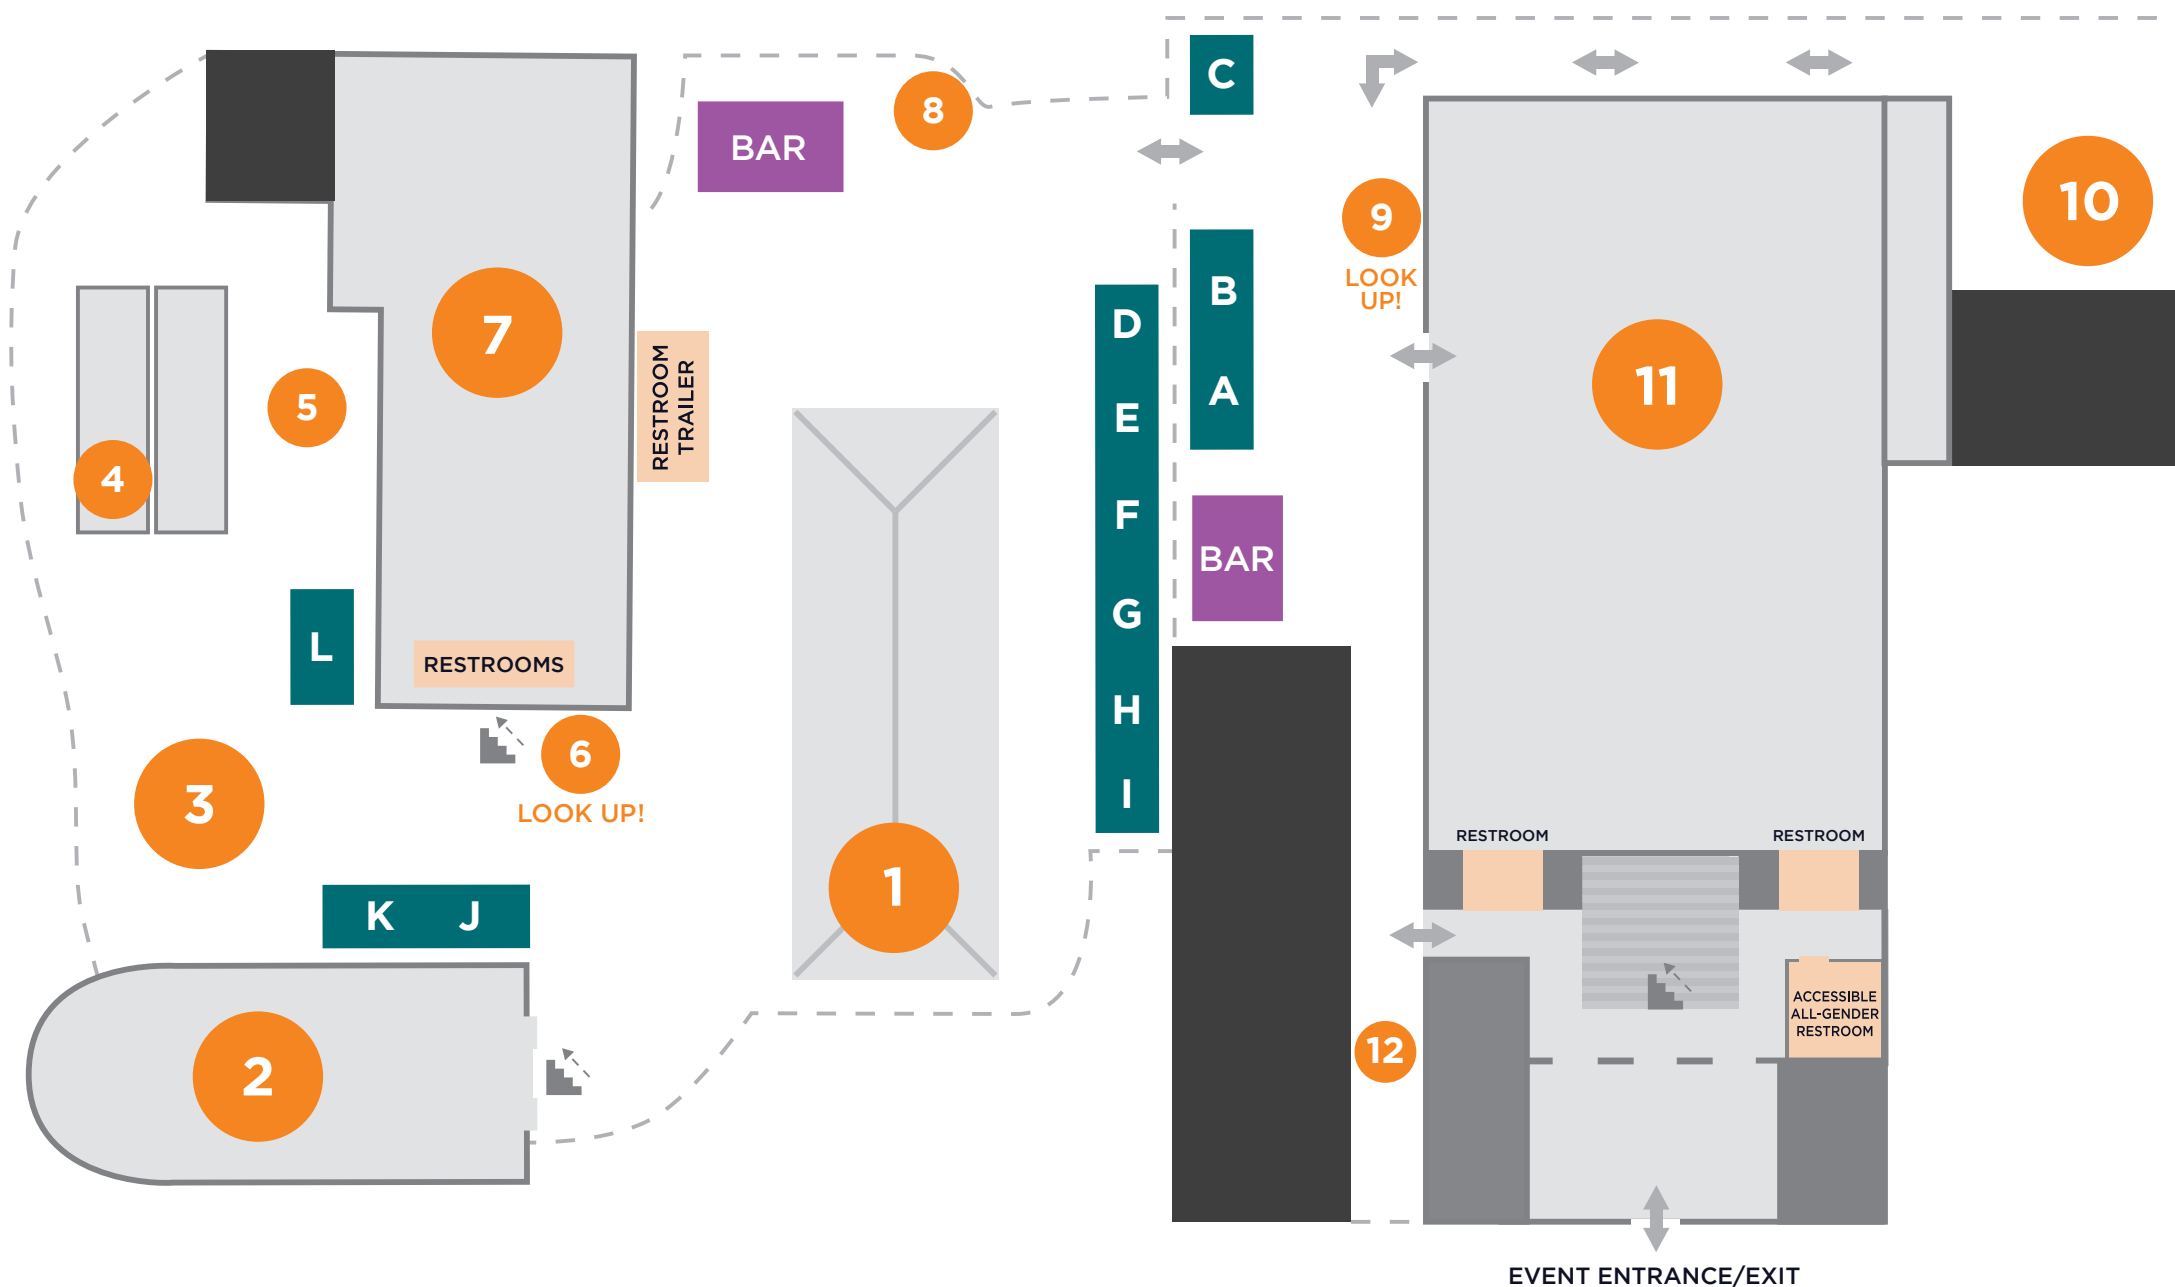 C
8
BAR
10
9
LOOK
UP!
B
A
D
E
F
G
H
I
7
RESTROOM
TRAILER
11
5
4
BAR
L
RESTROOMS
6
LOOK UP!
3
1
K J
2
RESTROOM
RESTROOM
ACCESSIBLE
ALL-GENDER
RESTROOM
12
EVENT ENTRANCE/EXIT